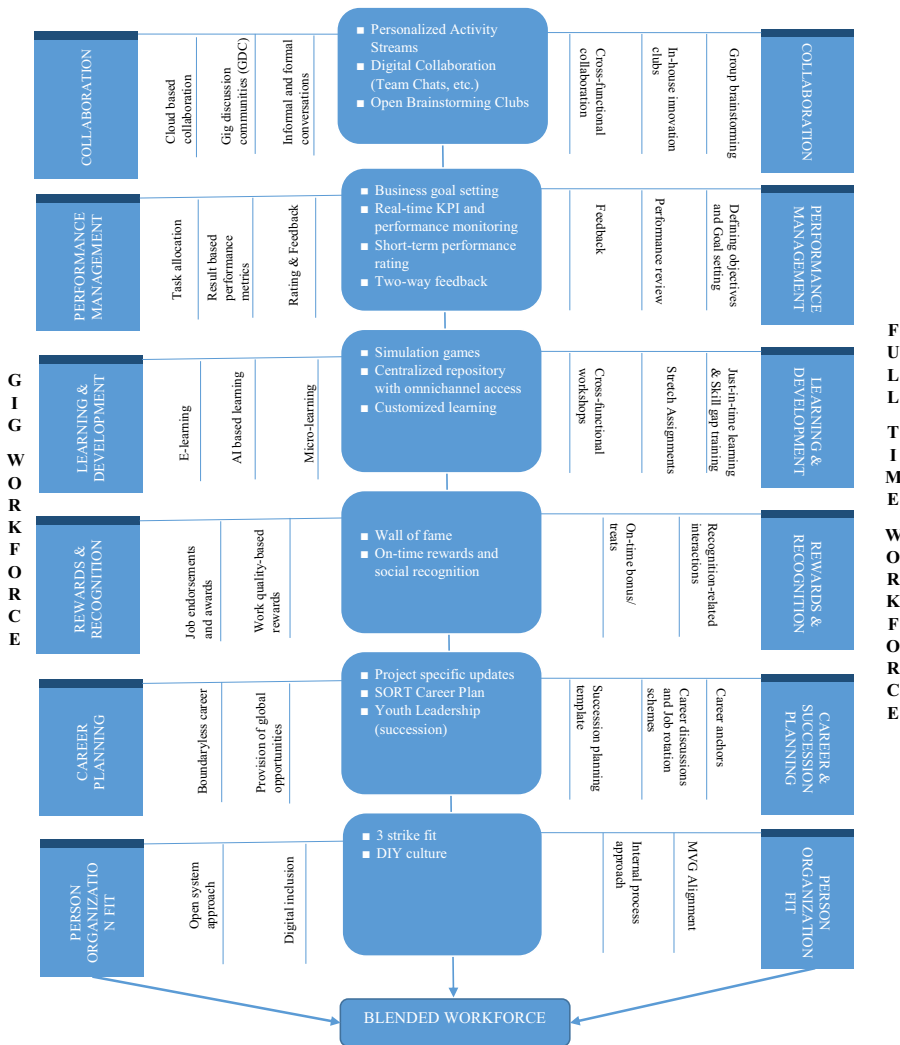 GIG WORKFORCE
COLLABORATION
Cloud based
collaboration
Gig discussion
communities (GDC)
Informal and formal
conversations
■ Personalized Activity
Streams
■ Digital Collaboration
(Team Chats, etc.)
■ Open Brainstorming Clubs
Cross-functional
collaboration
In-house innovation
clubs
Group brainstorming
COLLABORATION
PERFORMANCE
MANAGEMENT
Task allocation
Result based
performance
metrics
Rating & Feedback
■ Business goal setting
■ Real-time KPI and
performance monitoring
■ Short-term performance
rating
■ Two-way feedback
Feedback
Performance review
Defining objectives
and Goal setting
PERFORMANCE
MANAGEMENT
LEARNING &
DEVELOPMENT
E-learning
AI based learning
Micro-learning
■ Simulation games
■ Centralized repository
with omnichannel access
■ Customized learning
Cross-functional
workshops
Stretch Assignments
Just-in-time learning
& Skill gap training
LEARNING &
DEVELOPMENT
REWARDS &
RECOGNITION
Job endorsements
and awards
Work quality-based
rewards
■ Wall of fame
■ On-time rewards and
social recognition
On-time bonus/
treats
Recognition-related
interactions
REWARDS &
RECOGNITION
CAREER
PLANNING
Boundaryless career
Provision of global
opportunities
■ Project specific updates
■ SORT Career Plan
■ Youth Leadership
(succession)
Succession planning
template
Career discussions
and Job rotation
schemes
Career anchors
CAREER &
SUCCESSION
PLANNING
PERSON
ORGANIZATIO
N FIT
Open system
approach
Digital inclusion
■ 3 strike fit
■ DIY culture
Internal process
approach
MVG Alignment
PERSON
ORGANIZATION
FIT
FULL TIME WORKFORCE
BLENDED WORKFORCE